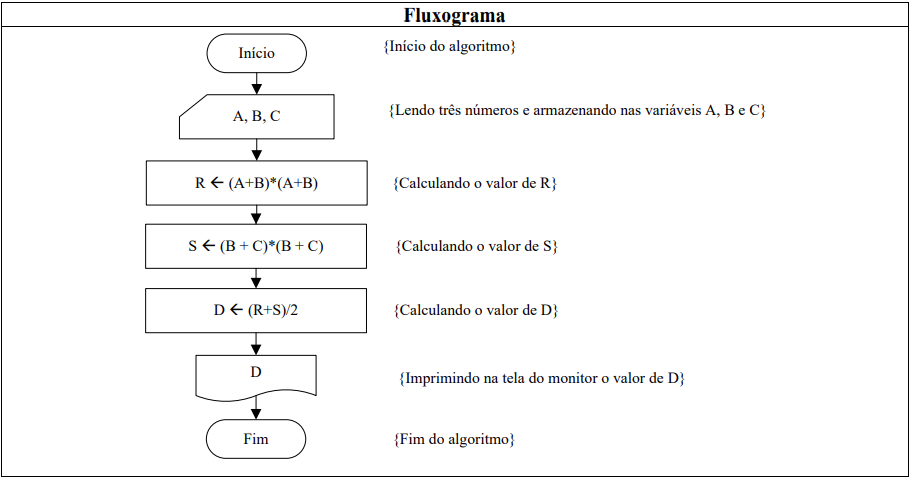 Fluxograma
Início
{Início do algoritmo}
A, B, C
{Lendo três números e armazenando nas variáveis A, B e C}
R ← (A+B)*(A+B)
{Calculando o valor de R}
S ← (B + C)*(B + C)
{Calculando o valor de S}
D ← (R+S)/2
{Calculando o valor de D}
D
{Imprimindo na tela do monitor o valor de D}
Fim
{Fim do algoritmo}